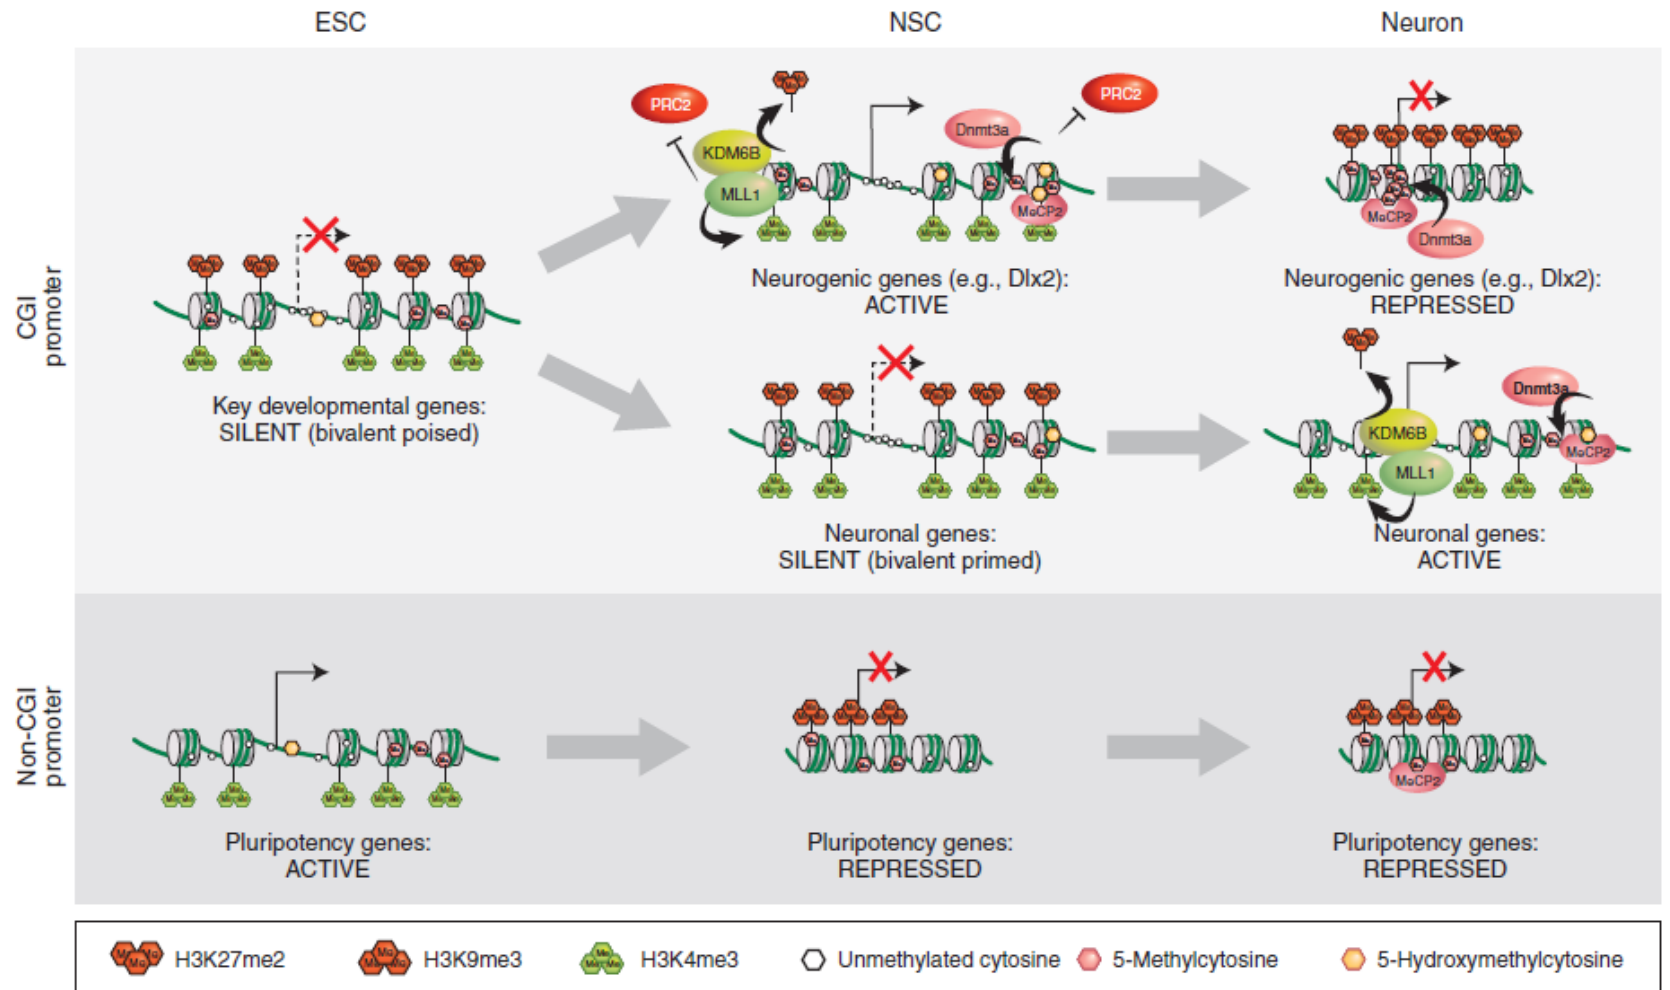 ESC
NSC
Neuron
CGI
promoter
PRC2
KDM6B
MLL1
Dnmt3a
PRC2
MeCP2
Neurogenic genes (e.g., Dlx2):
ACTIVE
MeCP2
Dnmt3a
Neurogenic genes (e.g., Dlx2):
REPRESSED
Key developmental genes:
SILENT (bivalent poised)
Neuronal genes:
SILENT (bivalent primed)
Dnmt3a
KDM6B
MeCP2
MLL1
Neuronal genes:
ACTIVE
Non-CGI
promoter
Pluripotency genes:
ACTIVE
Pluripotency genes:
REPRESSED
MeCP2
Pluripotency genes:
REPRESSED
H3K27me2
H3K9me3
H3K4me3
Unmethylated cytosine
5-Methylcytosine
5-Hydroxymethylcytosine